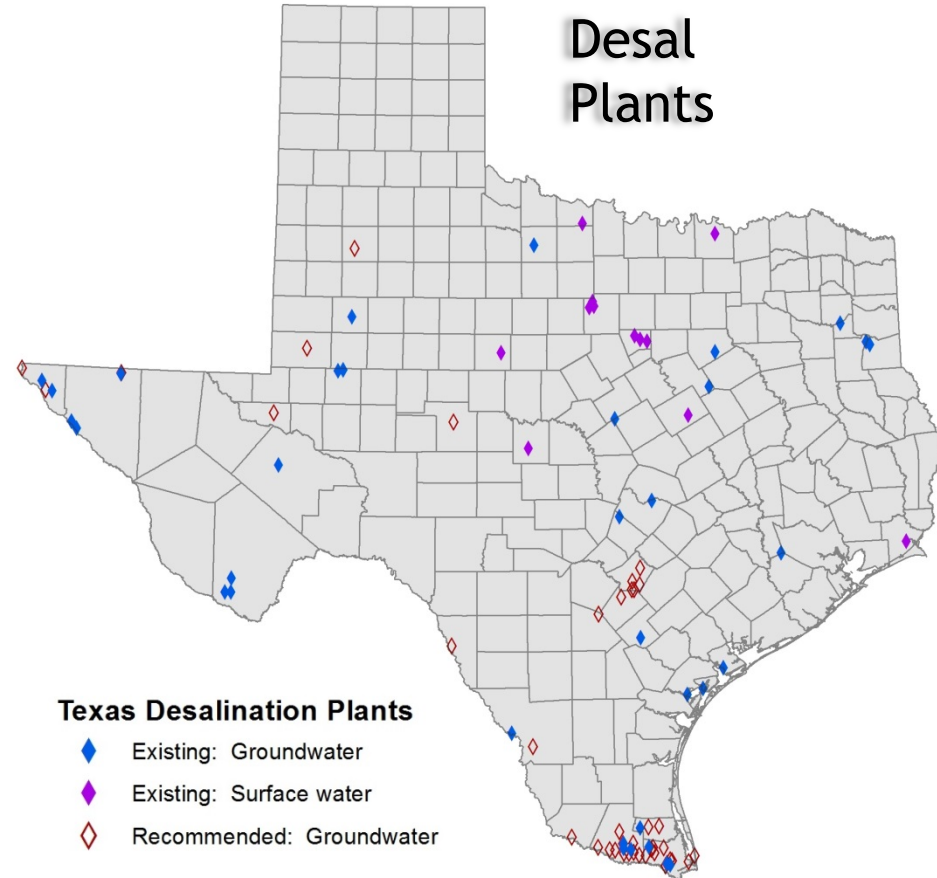 Desal
Plants
Texas Desalination Plants
Existing: Groundwater
Existing: Surface water
Recommended: Groundwater